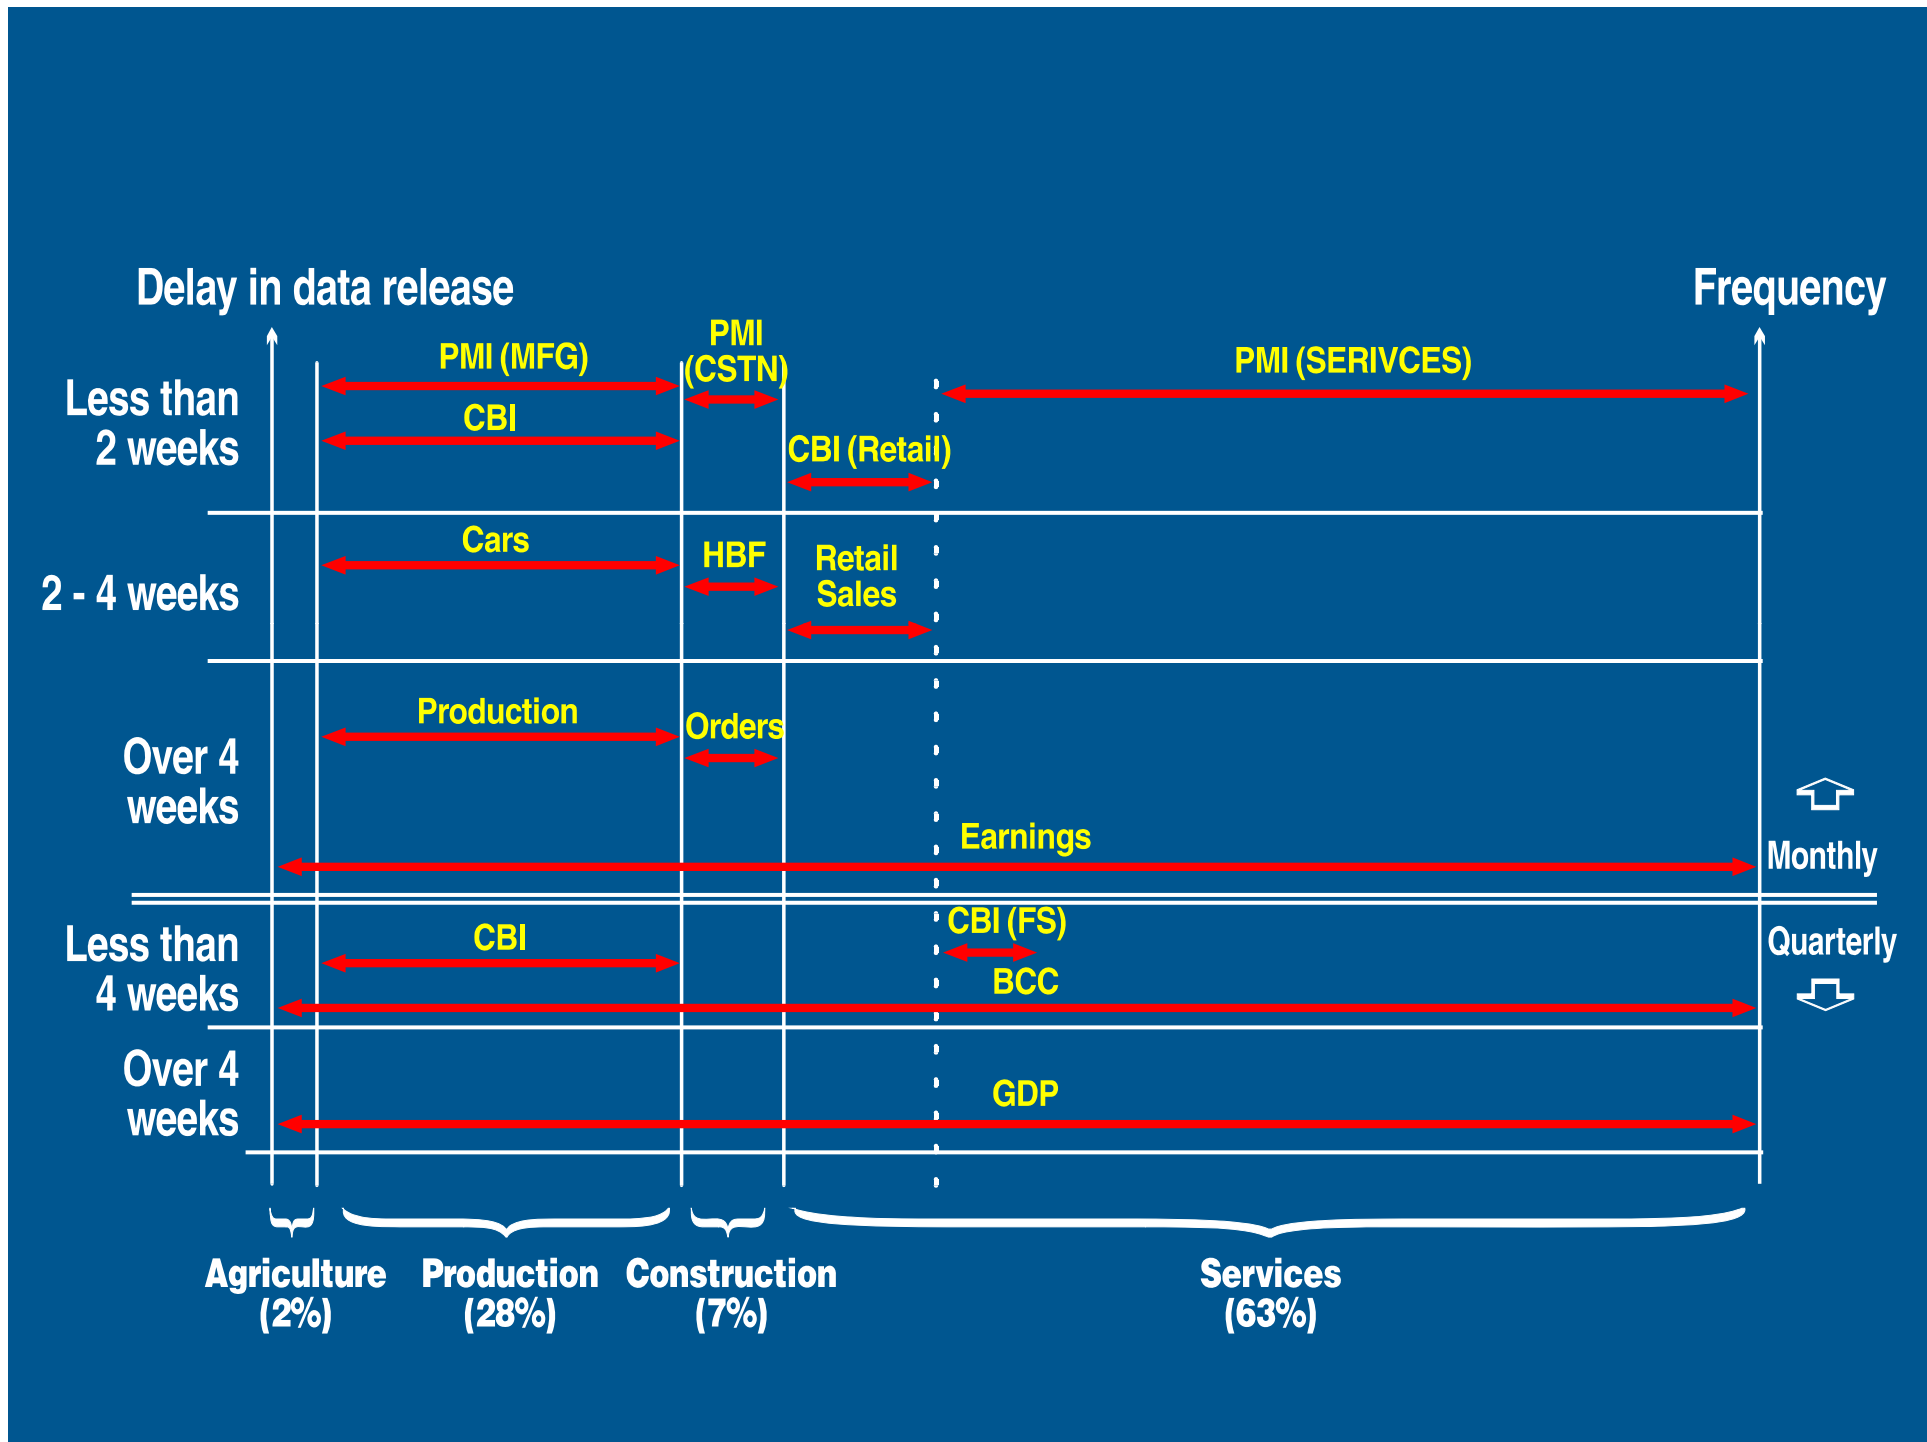 Delay in data release
Frequency
PMI (MFG)
PMI
(CSTN)
PMI (SERIVCES)
Less than
2 weeks
CBI
CBI (Retail)
Cars
HBF
Retail
Sales
2 - 4 weeks
Production
Orders
Over 4
weeks
Earnings
Monthly
Less than
4 weeks
CBI
CBI (FS)
Quarterly
BCC
Over 4
weeks
GDP
Agriculture
(2%)
Production
(28%)
Construction
(7%)
Services
(63%)